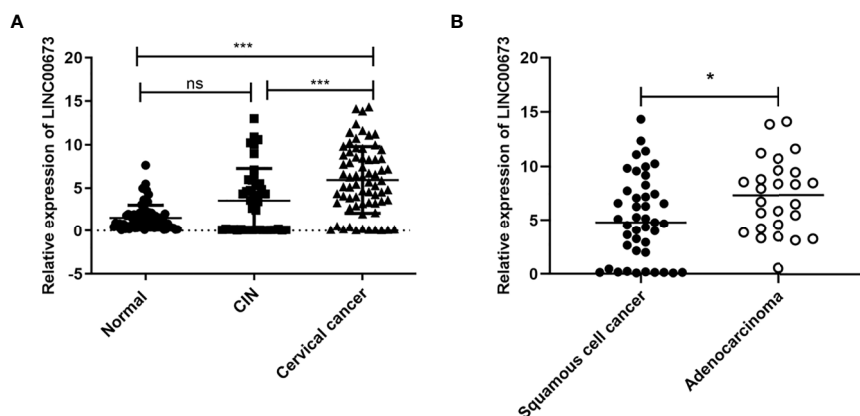 A
Relative expression of LINC00673
20
15
10
5
0
-5
***
ns
***
Normal
CIN
Cervical cancer
B
Relative expression of LINC00673
20
15
10
5
0
*
Squamous cell cancer
Adenocarcinoma